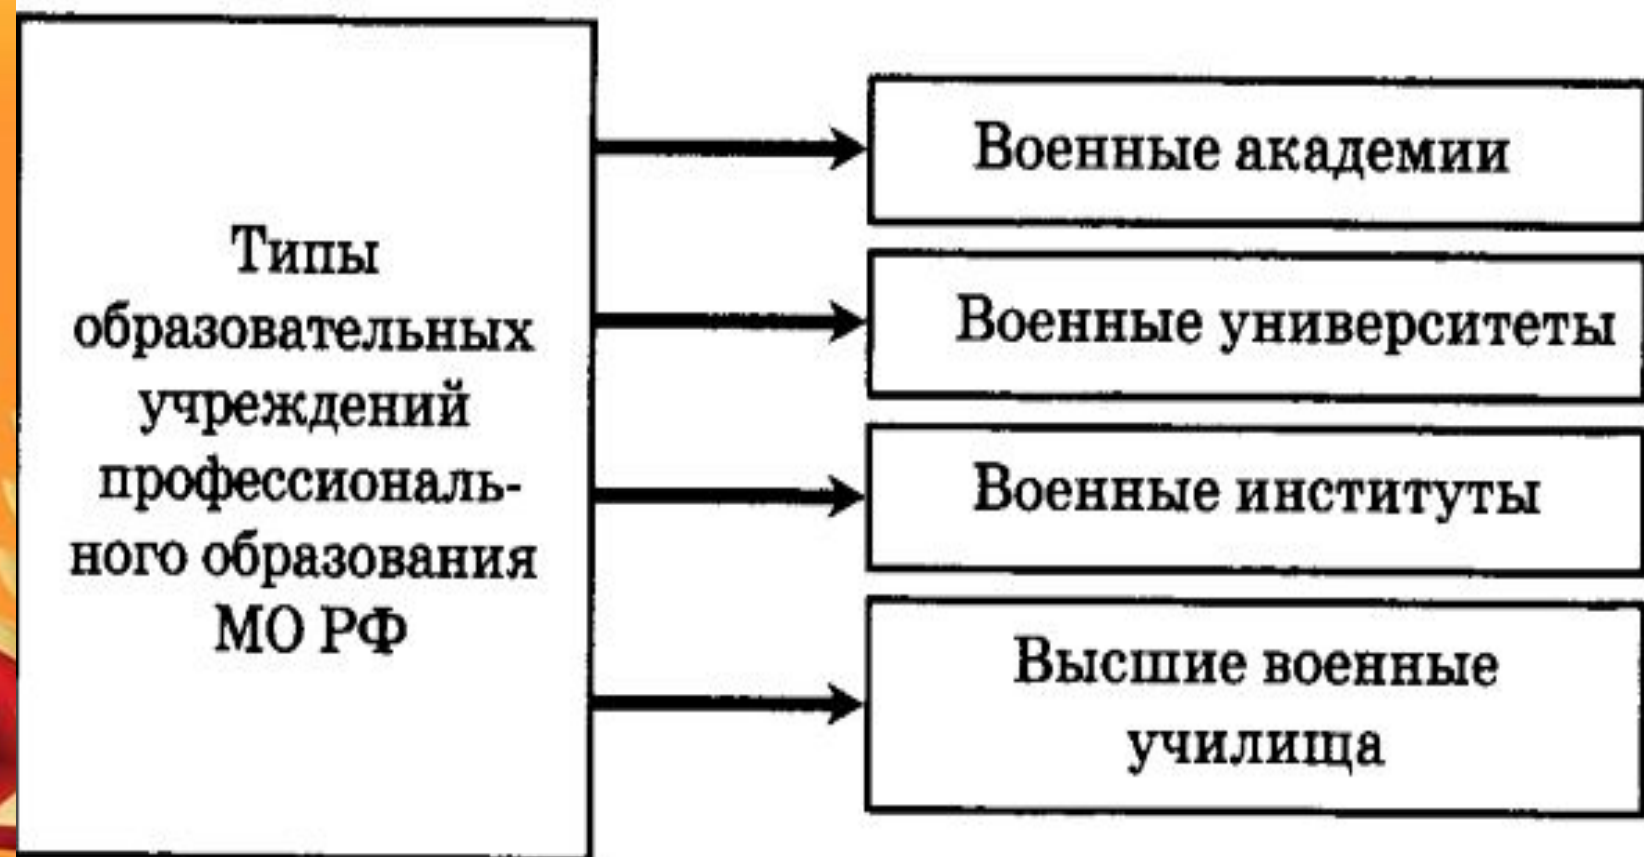 Типы
образовательных
учреждений
профессиональ-
ного образования
МО РФ
Военные академии
Военные университеты
Военные институты
Высшие военные
училища